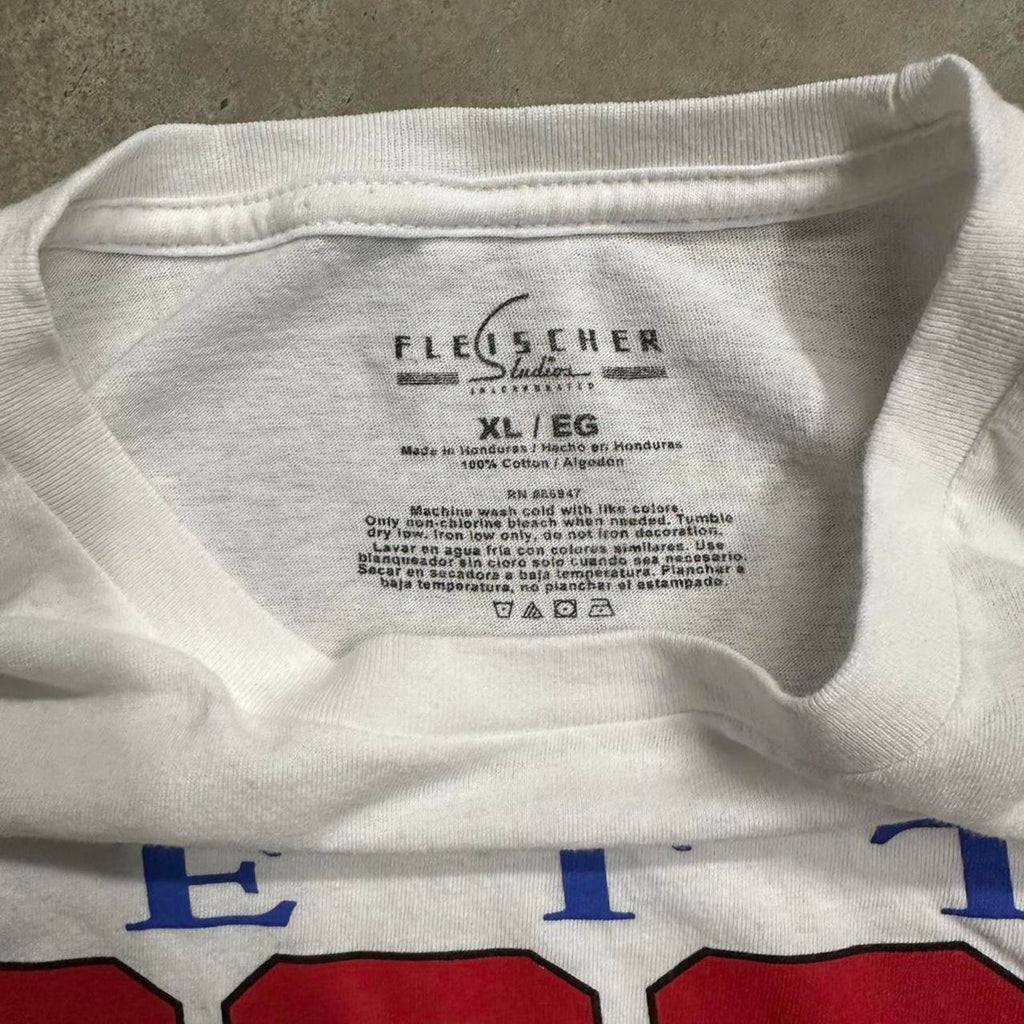 FLEISCHER
Studios
INCORPORATED
XL / EG
Made in Honduras / Hecho en Honduras
100% Cotton / Algodon
RN #86947
Machine wash cold with like colors.
Only non-chlorine bleach when needed. Tumble
dry low. Iron low only, do not iron decoration.
Lavar en agua fria con colores similares. Use
blanqueador sin cloro solo cuando sea necesario.
Secar en secadora a baja temperatura. Planchar a
baja temperatura, no planchar el estampado.